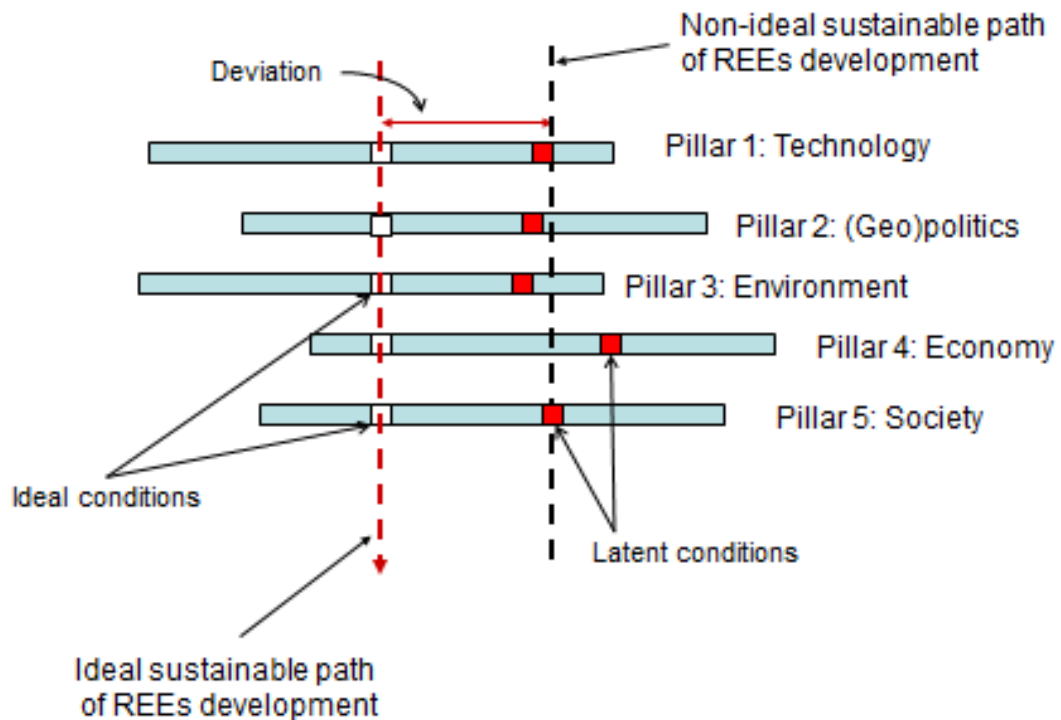 Non-ideal sustainable path
of REEs development
Deviation
Pillar 1: Technology
Pillar 2: (Geo)politics
Pillar 3: Environment
Pillar 4: Economy
Pillar 5: Society
Ideal conditions
Latent conditions
Ideal sustainable path
of REEs development